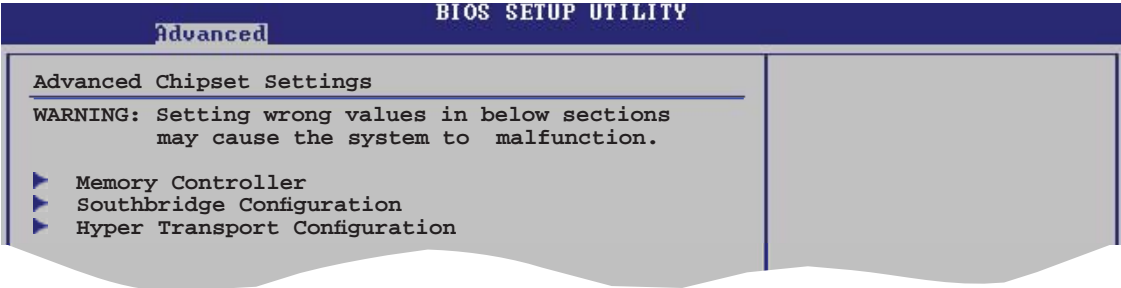 BIOS SETUP UTILITY
Advanced
Advanced Chipset Settings
WARNING: Setting wrong values in below sections
may cause the system to malfunction.
Memory Controller
Southbridge Configuration
Hyper Transport Configuration